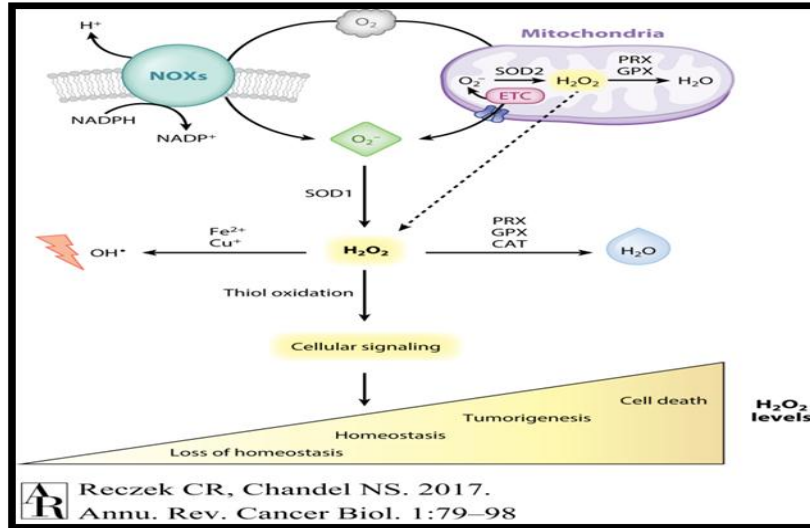 H⁺
O₂
Mitochondria
NOXs
O₂⁻ SOD2 H₂O₂ PRX
GPX H₂O
ETC
NADPH
NADP⁺
O₂⁻
SOD1
Fe²⁺
Cu⁺
PRX
GPX
CAT
OH•
H₂O₂
H₂O
Thiol oxidation
Cellular signaling
Cell death
Tumorigenesis
Homeostasis
Loss of homeostasis
H₂O₂
levels
AR Reczek CR, Chandel NS. 2017.
Annu. Rev. Cancer Biol. 1:79–98